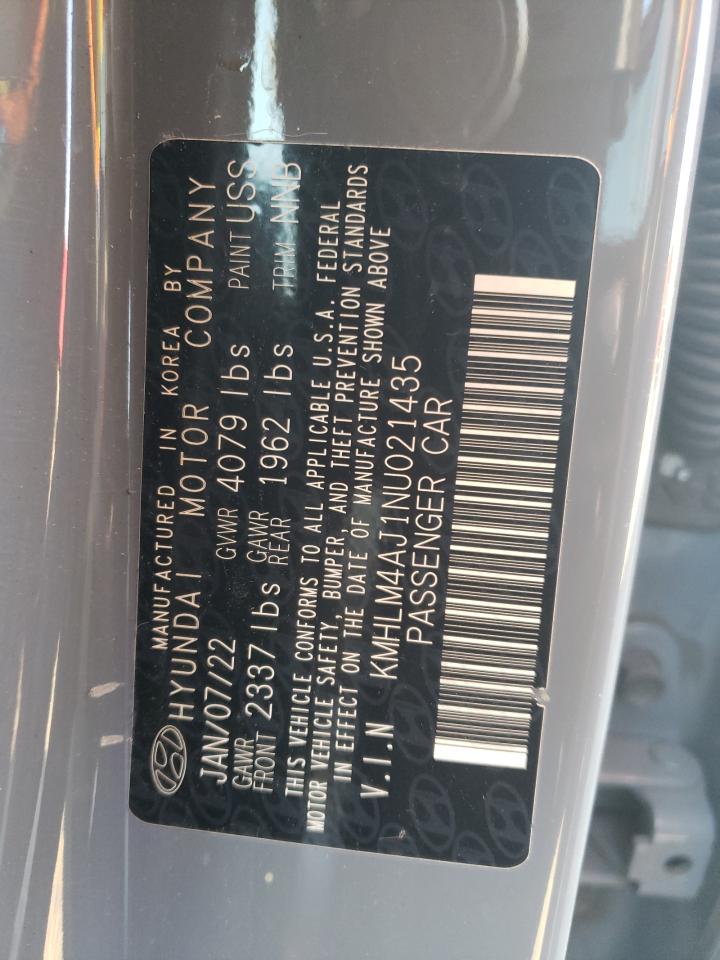 MANUFACTURED IN KOREA BY
HYUNDAI MOTOR COMPANY
JAN/07/22 GVWR 4079 lbs PAINT USS
GAWR FRONT 2337 lbs GAWR REAR 1962 lbs TRIM NNB
THIS VEHICLE CONFORMS TO ALL APPLICABLE U.S.A. FEDERAL
MOTOR VEHICLE SAFETY, BUMPER, AND THEFT PREVENTION STANDARDS
IN EFFECT ON THE DATE OF MANUFACTURE SHOWN ABOVE
V.I.N KMHLM4AJ1NU021435
PASSENGER CAR